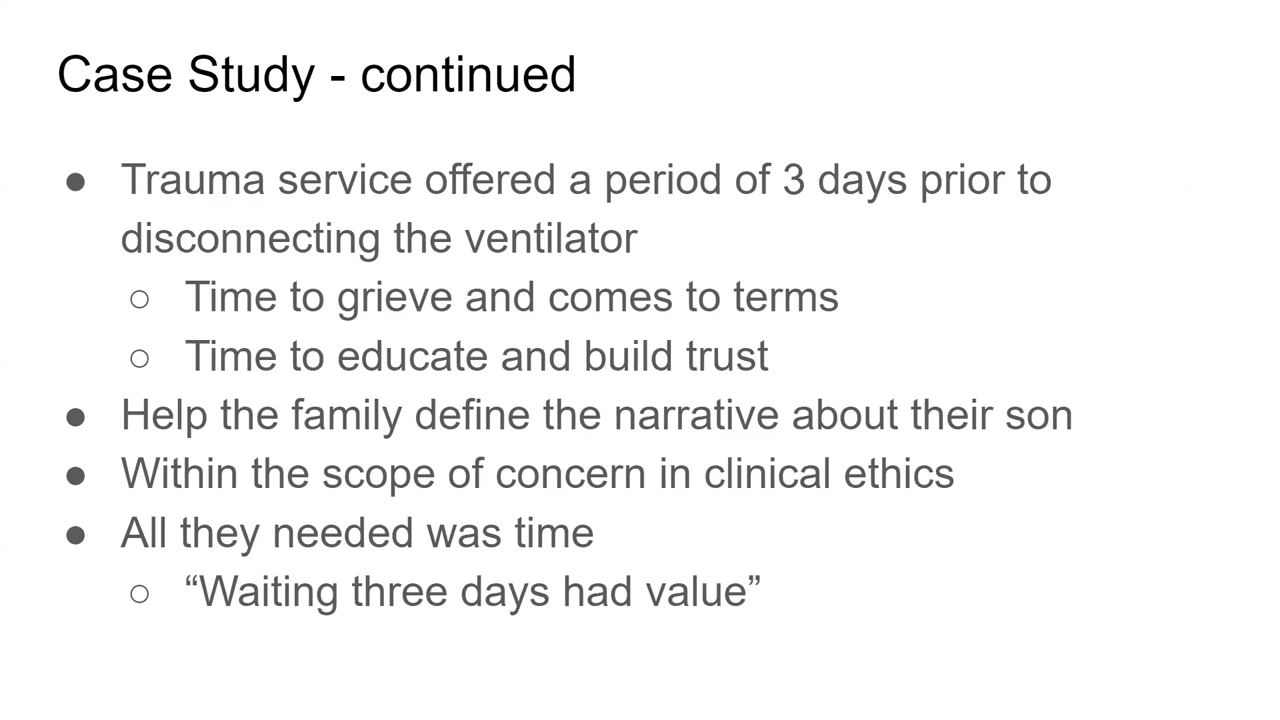 Case Study - continued
● Trauma service offered a period of 3 days prior to
disconnecting the ventilator
○ Time to grieve and comes to terms
○ Time to educate and build trust
● Help the family define the narrative about their son
● Within the scope of concern in clinical ethics
● All they needed was time
○ “Waiting three days had value”